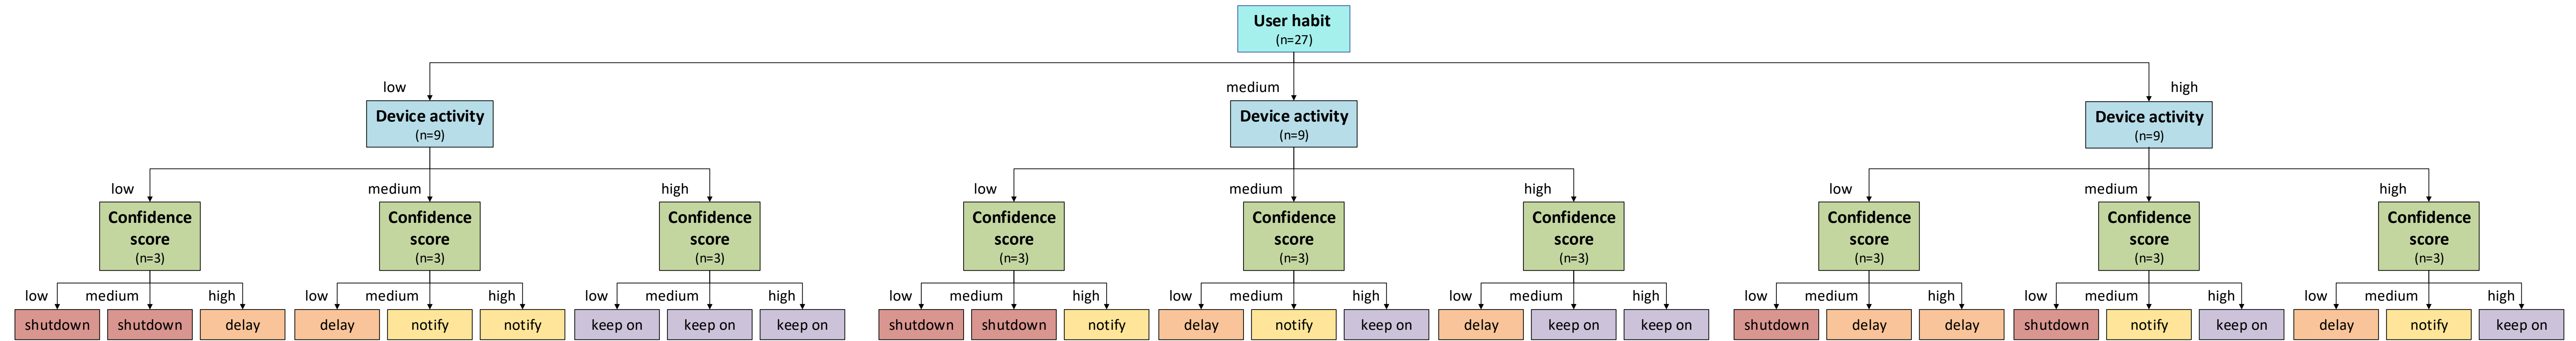 User habit
(n=27)
low
medium
high
Device activity
(n=9)
Device activity
(n=9)
Device activity
(n=9)
low
medium
high
low
medium
high
low
medium
high
Confidence
score
(n=3)
Confidence
score
(n=3)
Confidence
score
(n=3)
Confidence
score
(n=3)
Confidence
score
(n=3)
Confidence
score
(n=3)
Confidence
score
(n=3)
Confidence
score
(n=3)
Confidence
score
(n=3)
low
medium
high
low
medium
high
low
medium
high
low
medium
high
low
medium
high
low
medium
high
low
medium
high
low
medium
high
low
medium
high
shutdown
shutdown
delay
delay
notify
notify
keep on
keep on
keep on
shutdown
shutdown
notify
delay
notify
keep on
delay
keep on
keep on
shutdown
delay
delay
shutdown
notify
keep on
delay
notify
keep on